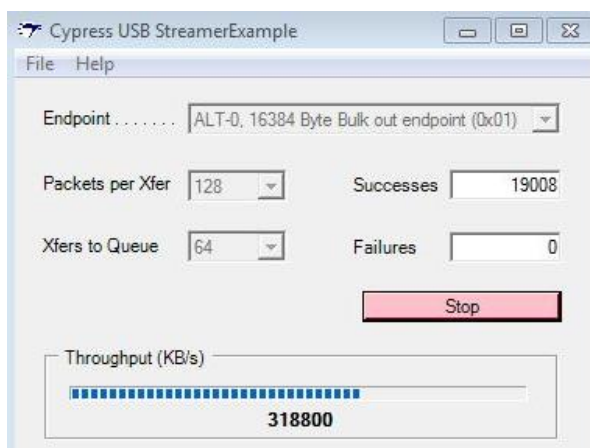 Cypress USB StreamerExample
File Help
Endpoint . . . . . . . ALT-0, 16384 Byte Bulk out endpoint (0x01)
Packets per Xfer 128 Successes 19008
Xfers to Queue 64 Failures 0
Stop
Throughput (KB/s)
318800